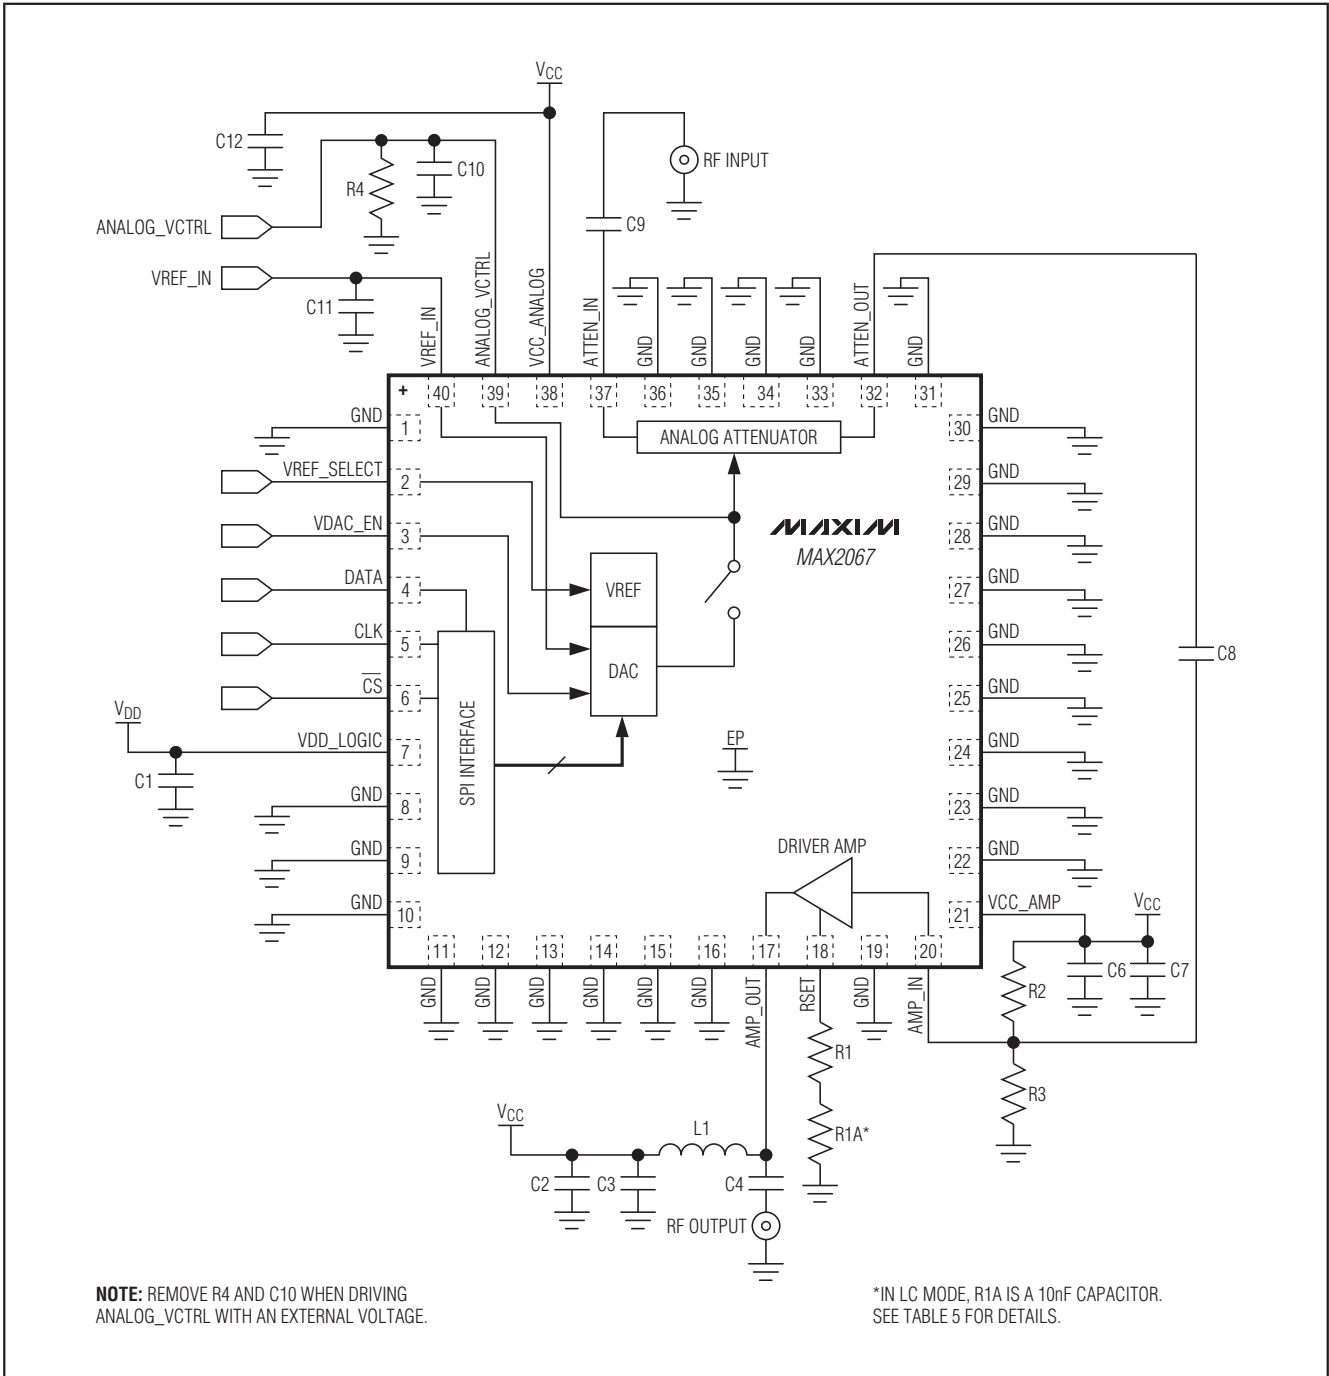 VCC
C12
C10
R4
RF INPUT
C9
ANALOG_VCTRL
VREF_IN
C11
VREF_IN
ANALOG_VCTRL
VCC_ANALOG
ATTEN_IN
GND
GND
GND
GND
ATTEN_OUT
GND
+
40
39
38
37
36
35
34
33
32
31
GND
1
ANALOG ATTENUATOR
30
GND
VREF_SELECT
2
29
GND
VDAC_EN
3
MAXIM
MAX2067
28
GND
DATA
4
VREF
27
GND
CLK
5
26
GND
C8
DAC
CS
6
25
GND
VDD
VDD_LOGIC
7
SPI INTERFACE
EP
24
GND
C1
GND
8
23
GND
GND
9
DRIVER AMP
22
GND
GND
10
21
VCC_AMP
VCC
11
12
13
14
15
16
17
18
19
20
C6
C7
R2
GND
GND
GND
GND
GND
GND
AMP_OUT
RSET
GND
AMP_IN
R1
R3
VCC
L1
R1A*
C2
C3
C4
RF OUTPUT
NOTE: REMOVE R4 AND C10 WHEN DRIVING
ANALOG_VCTRL WITH AN EXTERNAL VOLTAGE.
*IN LC MODE, R1A IS A 10nF CAPACITOR.
SEE TABLE 5 FOR DETAILS.